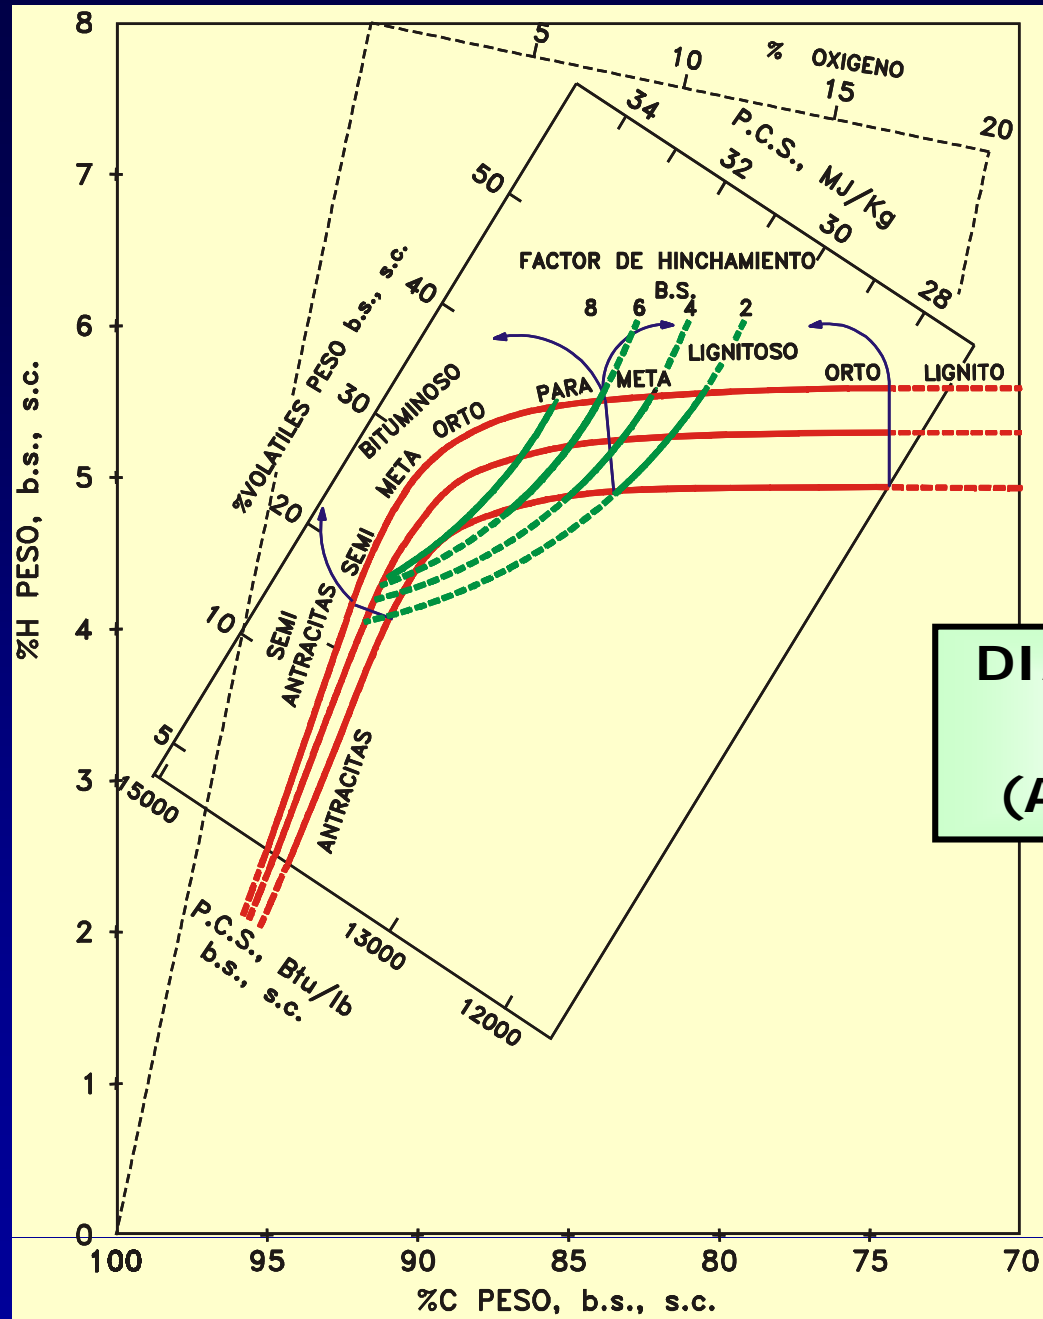 8
7
6
5
4
3
2
1
0
%H PESO, b.s., s.c.
100
95
90
85
80
75
70
%C PESO, b.s., s.c.
5
10
15
20
% OXIGENO
34
32
30
28
P.C.S., MJ/Kg
50
40
30
20
10
5
%VOLATILES PESO b.s., s.c.
FACTOR DE HINCHAMIENTO
B.S.
8 6 4 2
LIGNITOSO
BITUMINOSO
PARA
META
ORTO
LIGNITO
ORTO
META
SEMI
SEMI
ANTRACITAS
ANTRACITAS
15000
13000
12000
P.C.S., Btu/lb
b.s., s.c.
DI
(A